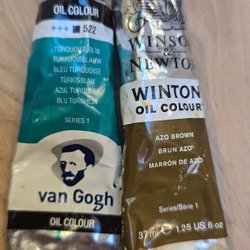 OIL COLOUR
+++ 522
TURQUOISE BLUE
TURKOOISBLAUW
BLEU TURQUOISE
TÜRKISBLAU
AZUL TURQUESA
BLU TURCHESE
SERIES 1
van Gogh
OIL COLOUR
WINSOR
& NEWTON
WINTON
OIL COLOUR
AZO BROWN
BRUN AZO
MARRÓN DE AZO
Series/Série 1
37ml e 1.25 US fl oz